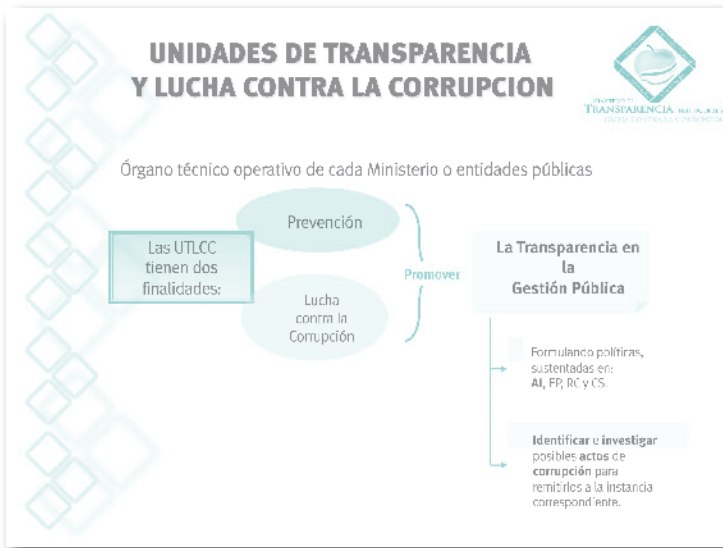 UNIDADES DE TRANSPARENCIA
Y LUCHA CONTRA LA CORRUPCION
TRANSPARENCIA
Órgano técnico operativo de cada Ministerio o entidades públicas
Prevención
Las UTLCC
tienen dos
finalidades:
Lucha
contra la
Corrupción
Promover
La Transparencia en
la
Gestión Pública
Formulando políticas,
sustentadas en:
AI, EP, RC y CS.
Identificar e investigar
posibles actos de
corrupción para
remitirlos a la instancia
correspondiente.